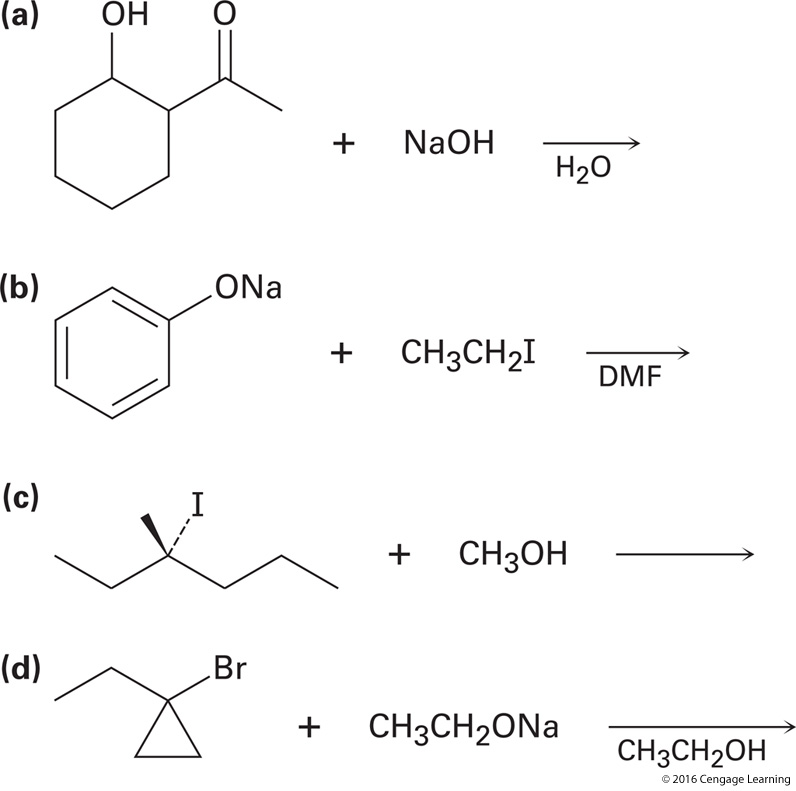 (a) OH O
+ NaOH
H₂O
(b) ONa
+ CH₃CH₂I
DMF
(c) I
+ CH₃OH
(d) Br
+ CH₃CH₂ONa
CH₃CH₂OH
© 2016 Cengage Learning